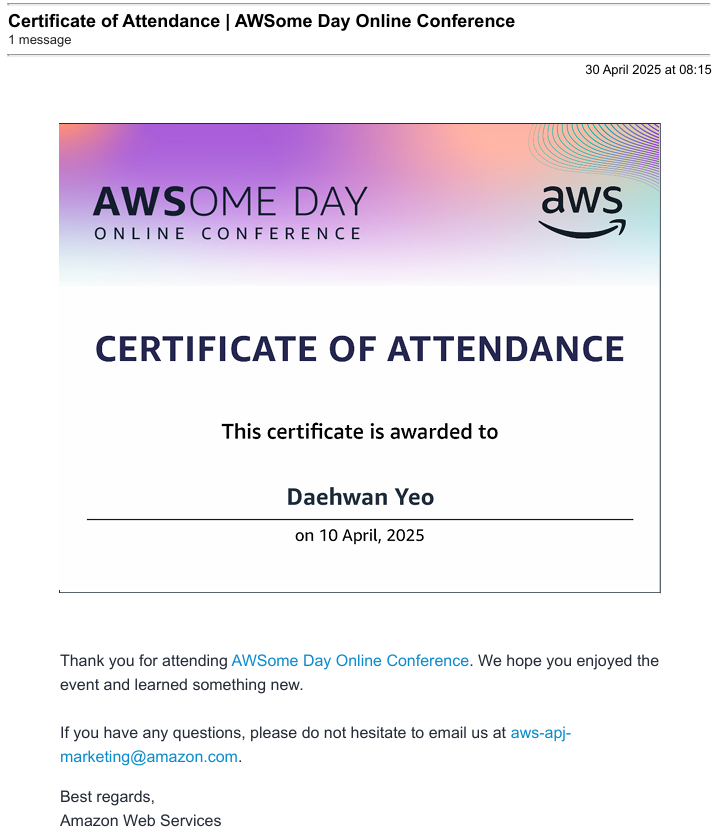 Certificate of Attendance | AWSome Day Online Conference
1 message
30 April 2025 at 08:15
AWSOME DAY
ONLINE CONFERENCE
aws
CERTIFICATE OF ATTENDANCE
This certificate is awarded to
Daehwan Yeo
on 10 April, 2025
Thank you for attending AWSome Day Online Conference. We hope you enjoyed the
event and learned something new.
If you have any questions, please do not hesitate to email us at aws-apj-
marketing@amazon.com.
Best regards,
Amazon Web Services